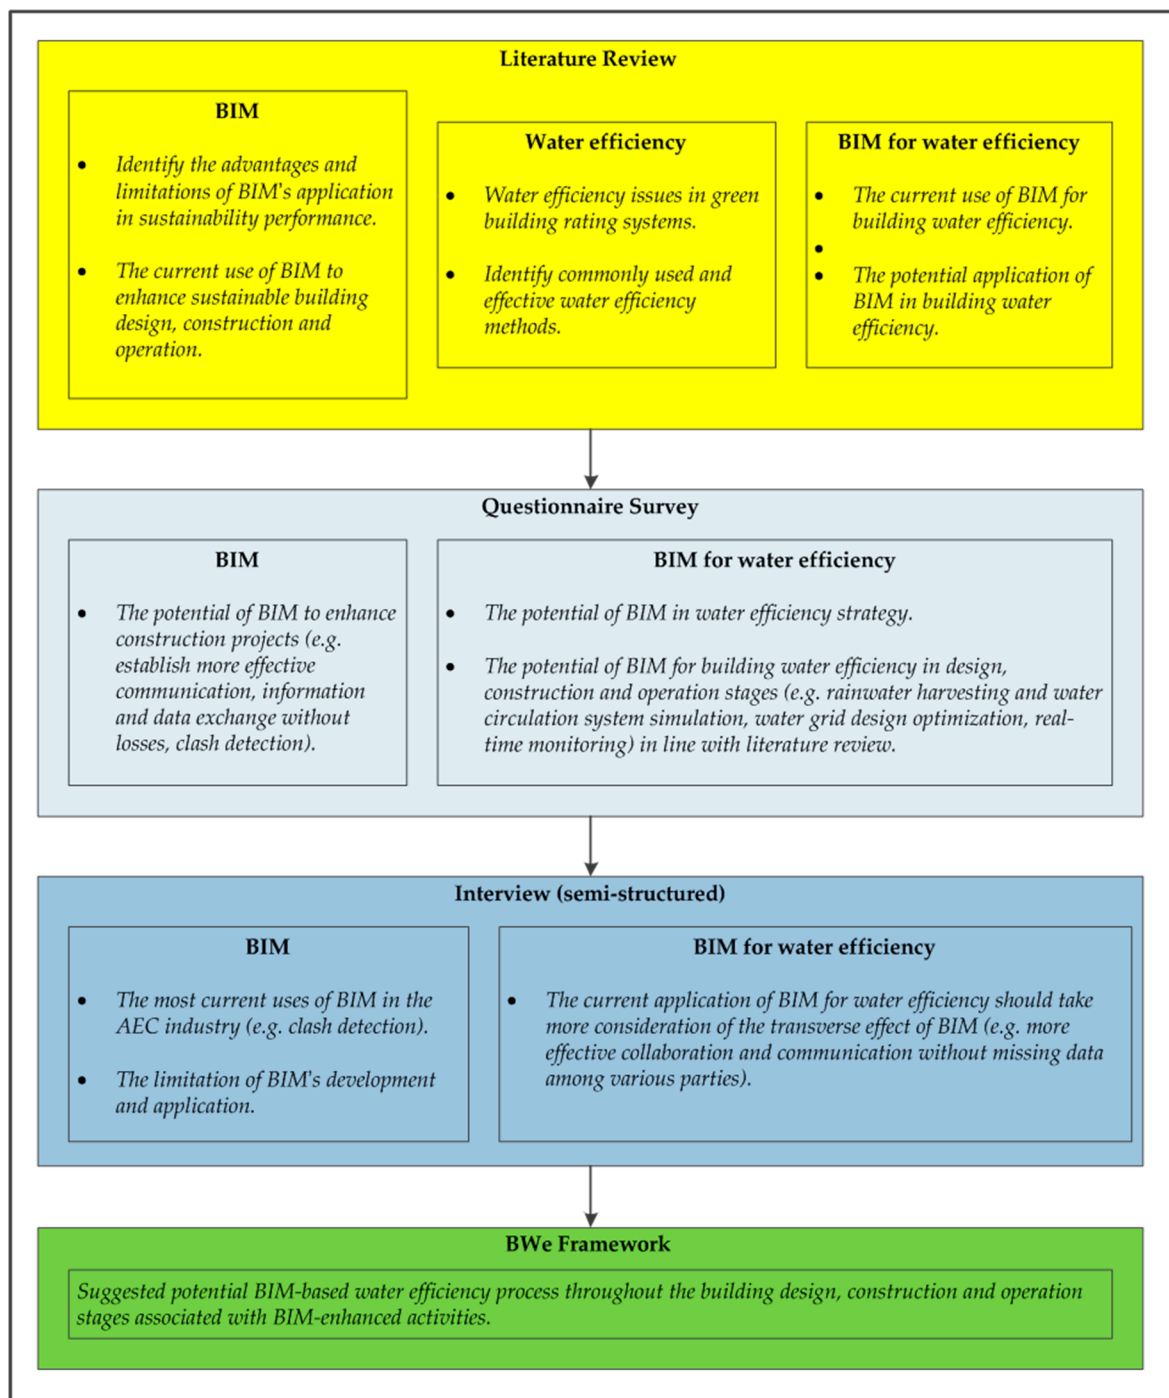 Literature Review
BIM
• Identify the advantages and
limitations of BIM's application
in sustainability performance.
• The current use of BIM to
enhance sustainable building
design, construction and
operation.
Water efficiency
• Water efficiency issues in green
building rating systems.
• Identify commonly used and
effective water efficiency
methods.
BIM for water efficiency
• The current use of BIM for
building water efficiency.
•
• The potential application of
BIM in building water
efficiency.
Questionnaire Survey
BIM
• The potential of BIM to enhance
construction projects (e.g.
establish more effective
communication, information
and data exchange without
losses, clash detection).
BIM for water efficiency
• The potential of BIM in water efficiency strategy.
• The potential of BIM for building water efficiency in design,
construction and operation stages (e.g. rainwater harvesting and water
circulation system simulation, water grid design optimization, real-
time monitoring) in line with literature review.
Interview (semi-structured)
BIM
• The most current uses of BIM in the
AEC industry (e.g. clash detection).
• The limitation of BIM's development
and application.
BIM for water efficiency
• The current application of BIM for water efficiency should take
more consideration of the transverse effect of BIM (e.g. more
effective collaboration and communication without missing data
among various parties).
BWe Framework
Suggested potential BIM-based water efficiency process throughout the building design, construction and operation
stages associated with BIM-enhanced activities.